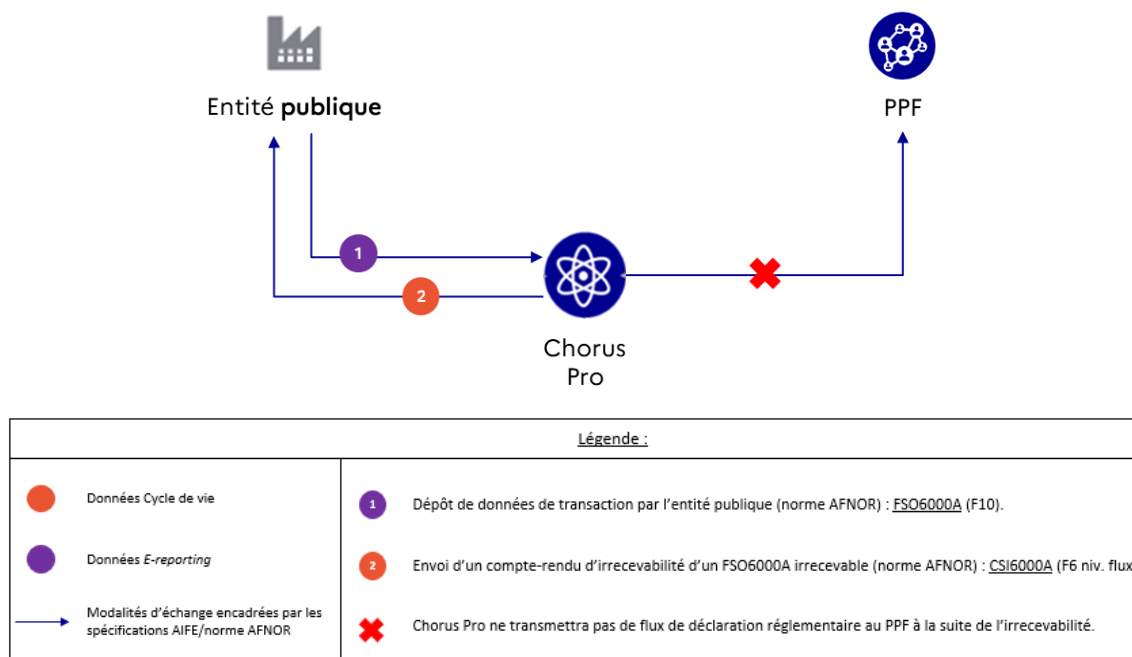 Entité publique
PPF
1
2
Chorus
Pro
Légende :
Données Cycle de vie
Données E-reporting
Modalités d'échange encadrées par les
spécifications AIFE/norme AFNOR
1 Dépôt de données de transaction par l'entité publique (norme AFNOR) : FSO6000A (F10).
2 Envoi d'un compte-rendu d'irrecevabilité d'un FSO6000A irrecevable (norme AFNOR) : CSI6000A (F6 niv. flux
Chorus Pro ne transmettra pas de flux de déclaration réglementaire au PPF à la suite de l'irrecevabilité.